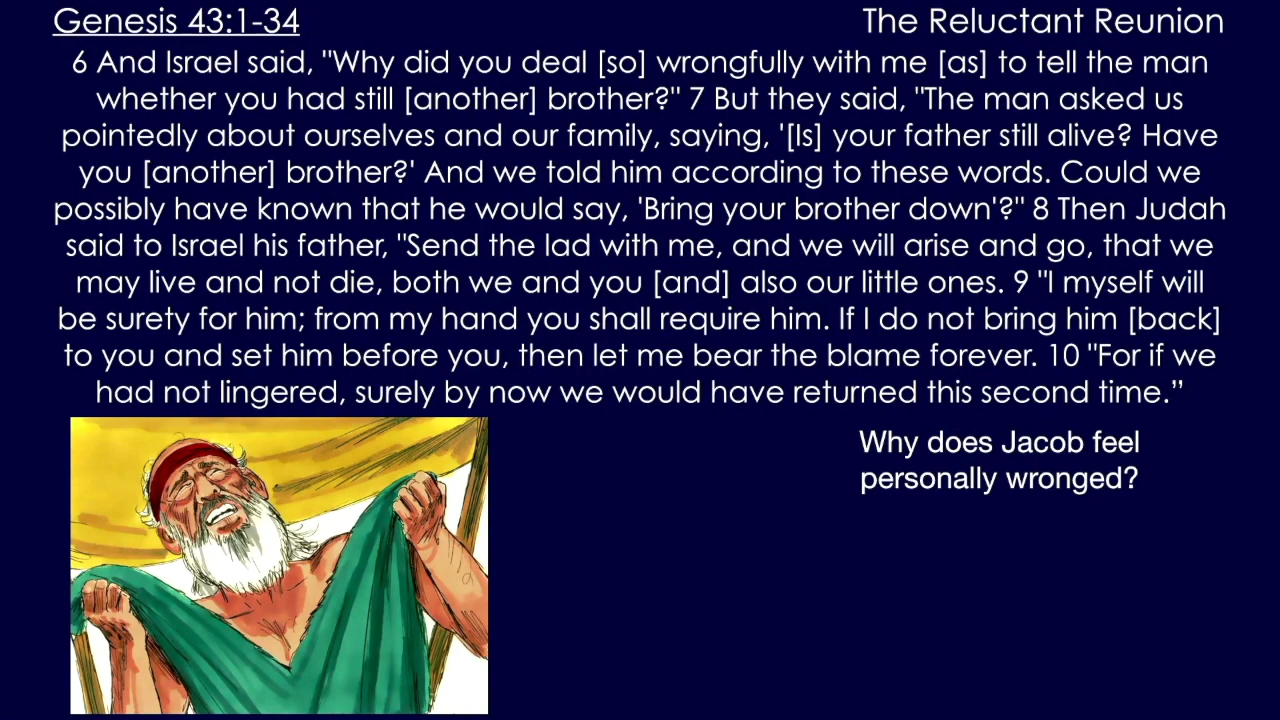 Genesis 43:1-34 The Reluctant Reunion
6 And Israel said, "Why did you deal [so] wrongfully with me [as] to tell the man
whether you had still [another] brother?" 7 But they said, "The man asked us
pointedly about ourselves and our family, saying, '[Is] your father still alive? Have
you [another] brother?' And we told him according to these words. Could we
possibly have known that he would say, 'Bring your brother down'?" 8 Then Judah
said to Israel his father, "Send the lad with me, and we will arise and go, that we
may live and not die, both we and you [and] also our little ones. 9 "I myself will
be surety for him; from my hand you shall require him. If I do not bring him [back]
to you and set him before you, then let me bear the blame forever. 10 "For if we
had not lingered, surely by now we would have returned this second time.”
Why does Jacob feel
personally wronged?